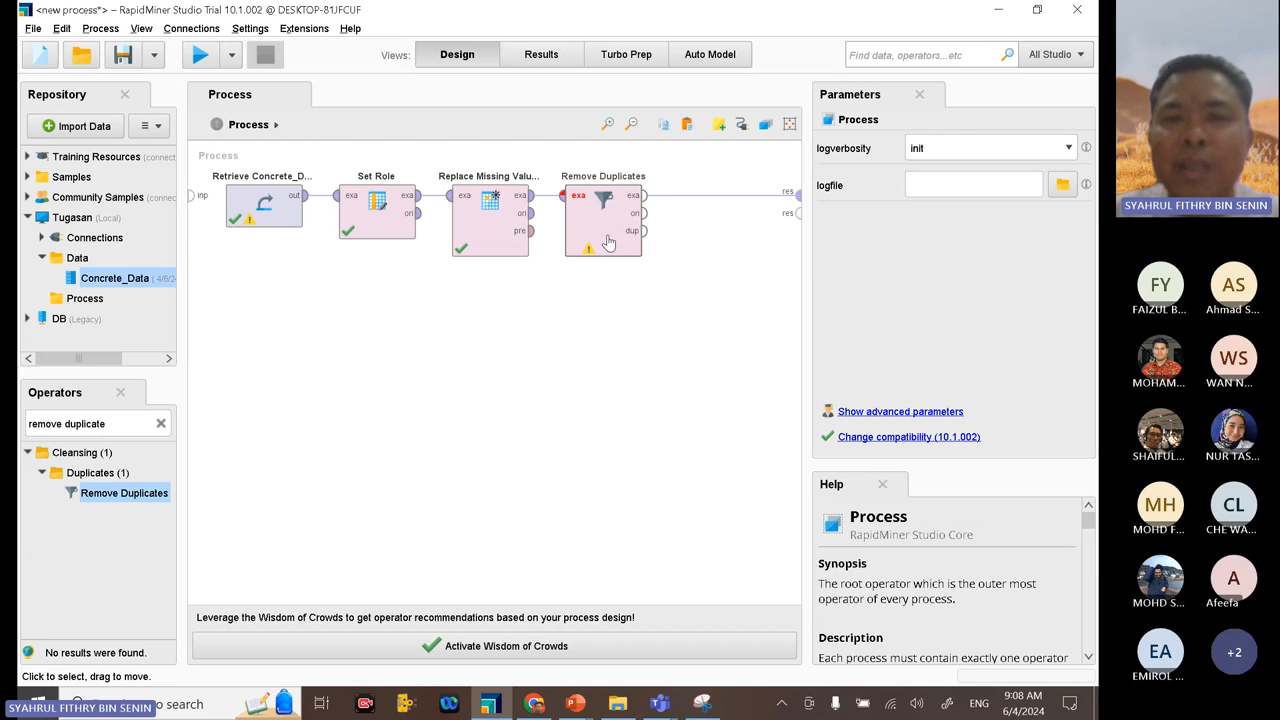 <new process*> – RapidMiner Studio Trial 10.1.002 @ DESKTOP-81JFCUF
File Edit Process View Connections Settings Extensions Help
Views: Design Results Turbo Prep Auto Model Find data, operators...etc All Studio
Repository
Import Data
Training Resources (connect
Samples
Community Samples (connec
Tugasan (Local)
Connections
Data
Concrete_Data (4/6/24
Process
DB (Legacy)
Operators
remove duplicate
Cleansing (1)
Duplicates (1)
Remove Duplicates
No results were found.
Process
Process
Process
inp
Retrieve Concrete_D...
out
Set Role
exa exa
ori
Replace Missing Valu...
exa exa
ori
pre
Remove Duplicates
exa exa
ori
dup
res
res
Leverage the Wisdom of Crowds to get operator recommendations based on your process design!
Activate Wisdom of Crowds
Parameters
Process
logverbosity init
logfile
Show advanced parameters
Change compatibility (10.1.002)
Help
Process
RapidMiner Studio Core
Synopsis
The root operator which is the outer most
operator of every process.
Description
Each process must contain exactly one operator
Click to select, drag to move.
SYAHRUL FITHRY BIN SENIN
FY
FAIZUL B...
AS
Ahmad S...
MOHAM...
WS
WAN N...
SHAIFUL...
NUR TAS...
MH
MOHD F...
CL
CHE WA...
MOHD S...
A
Afeefa
EA
EMIROL ...
+2
SYAHRUL FITHRY BIN SENIN
search
ENG
9:08 AM
6/4/2024